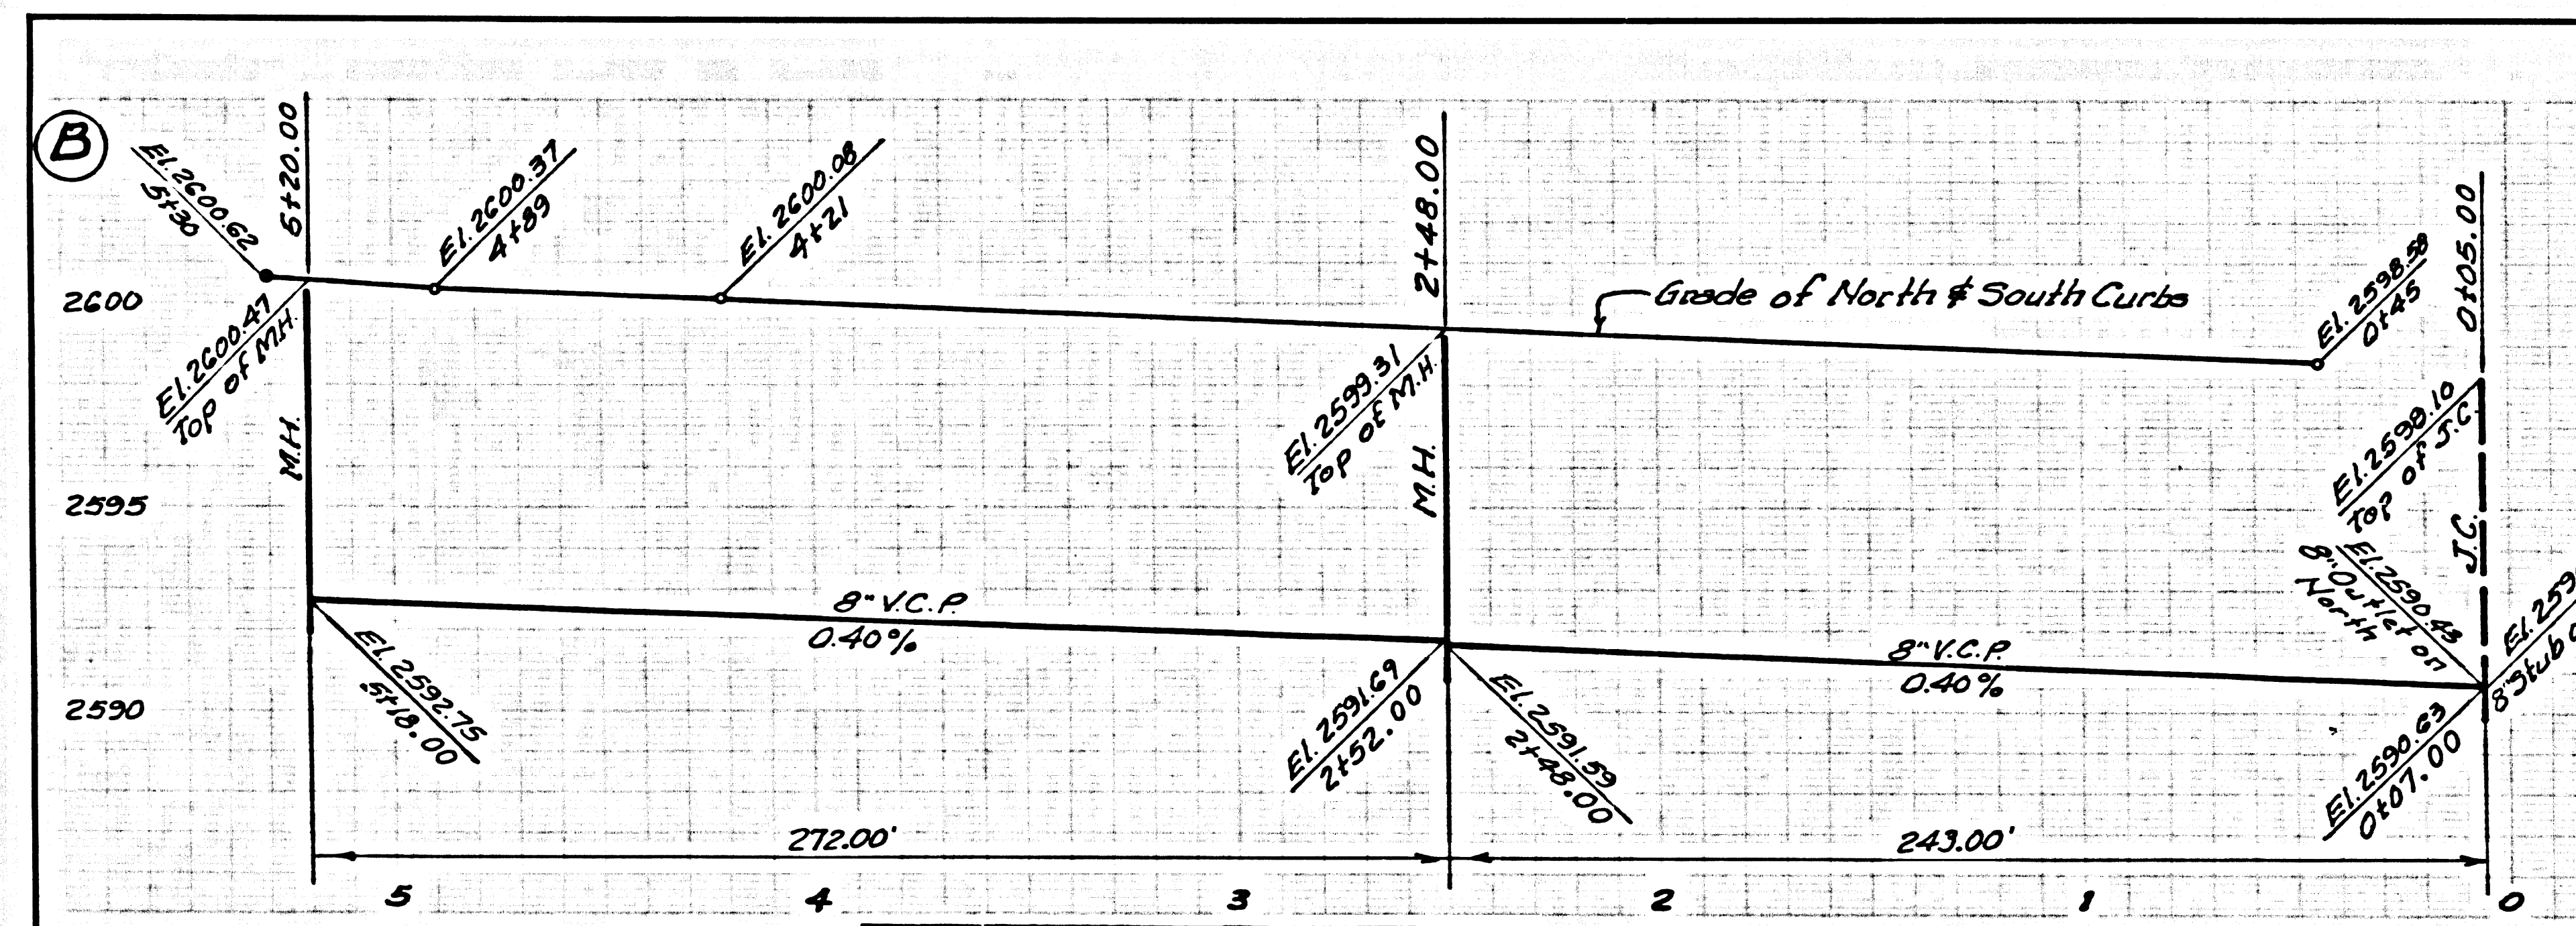 B
El. 2600.62
5+30
5+20.00
El. 2600.37
4+89
El. 2600.08
4+21
2+48.00
El. 2598.58
0+45
0+05.00
Grade of North & South Curbs
2600
El. 2600.47
Top of M.H.
M.H.
El. 2599.31
Top of M.H.
M.H.
El. 2598.10
Top of J.C.
J.C.
2595
El. 2590.43
8" Outlet on
North
8" V.C.P.
0.40%
8" V.C.P.
0.40%
8" Stub
2590
El. 2592.75
5+18.00
El. 2591.69
2+52.00
El. 2591.59
2+48.00
El. 2590.63
0+07.00
272.00'
243.00'
5 4 3 2 1 0